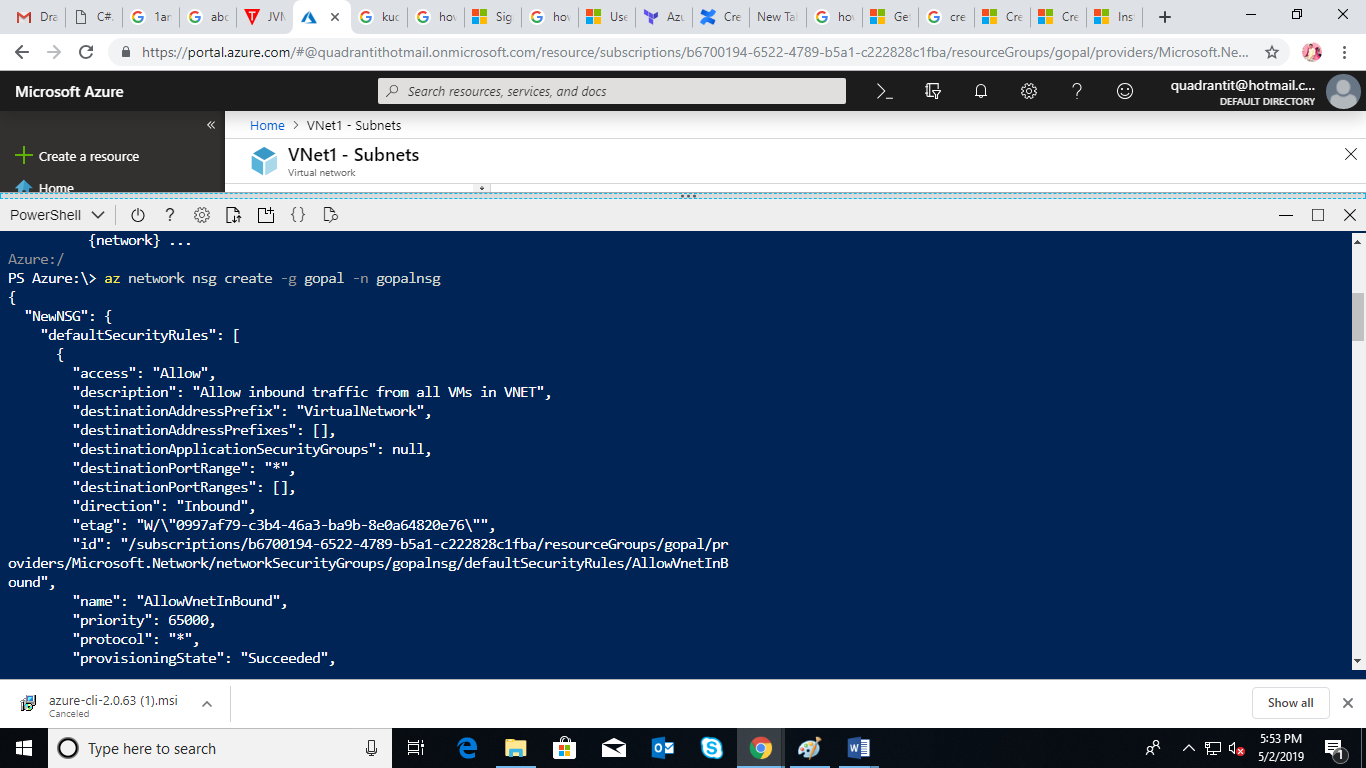 Dra
C#.
1ar
abc
JVM
kuc
hov
Sig
hov
Use
Azu
Cre
New Tal
hov
Get
cre
Cre
Cre
Ins
https://portal.azure.com/#@quadrantithotmail.onmicrosoft.com/resource/subscriptions/b6700194-6522-4789-b5a1-c222828c1fba/resourceGroups/gopal/providers/Microsoft.Ne...
Microsoft Azure
Search resources, services, and docs
quadrantit@hotmail.c...
DEFAULT DIRECTORY
Create a resource
Home
Home > VNet1 - Subnets
VNet1 - Subnets
Virtual network
PowerShell
{network} ...
Azure:/
PS Azure:\> az network nsg create -g gopal -n gopalnsg
{
"NewNSG": {
"defaultSecurityRules": [
{
"access": "Allow",
"description": "Allow inbound traffic from all VMs in VNET",
"destinationAddressPrefix": "VirtualNetwork",
"destinationAddressPrefixes": [],
"destinationApplicationSecurityGroups": null,
"destinationPortRange": "*",
"destinationPortRanges": [],
"direction": "Inbound",
"etag": "W/\"0997af79-c3b4-46a3-ba9b-8e0a64820e76\"",
"id": "/subscriptions/b6700194-6522-4789-b5a1-c222828c1fba/resourceGroups/gopal/pr
oviders/Microsoft.Network/networkSecurityGroups/gopalnsg/defaultSecurityRules/AllowVnetInB
ound",
"name": "AllowVnetInBound",
"priority": 65000,
"protocol": "*",
"provisioningState": "Succeeded",
azure-cli-2.0.63 (1).msi
Canceled
Show all
Type here to search
5:53 PM
5/2/2019
1